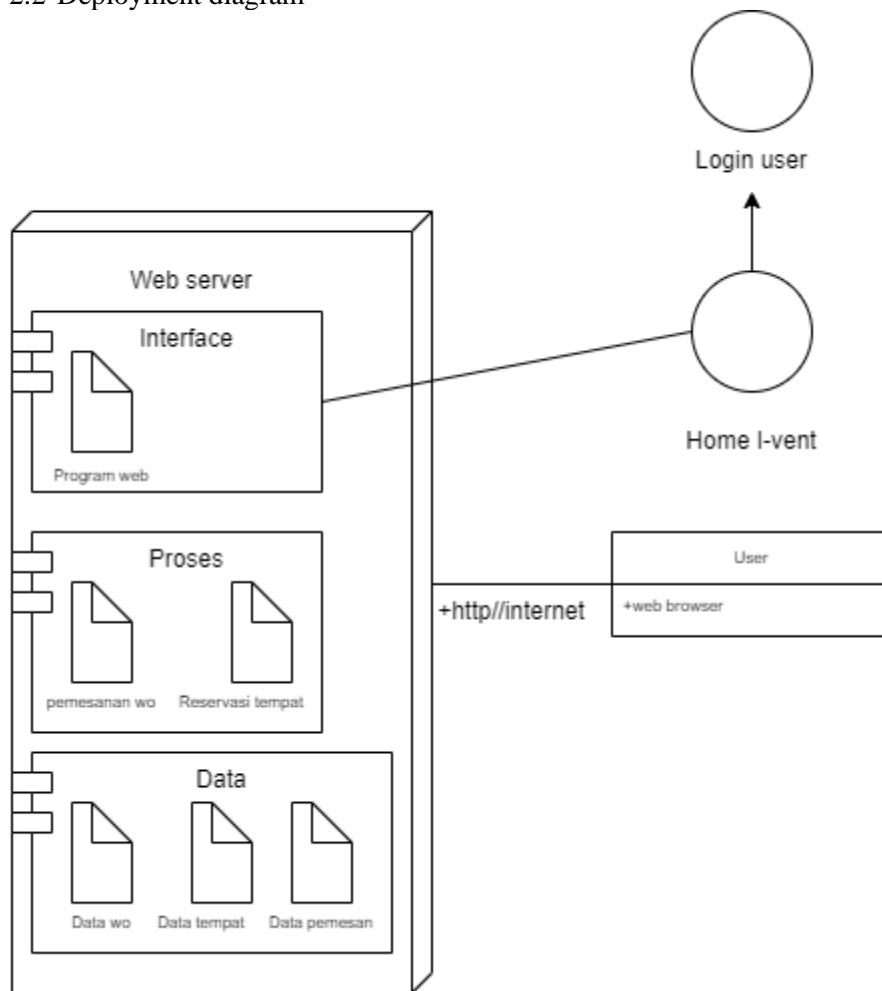 2.2 Deployment diagram
Login user
Web server
Interface
Program web
Home I-vent
Proses
pemesanan wo
Reservasi tempat
+http//internet
User
+web browser
Data
Data wo
Data tempat
Data pemesan